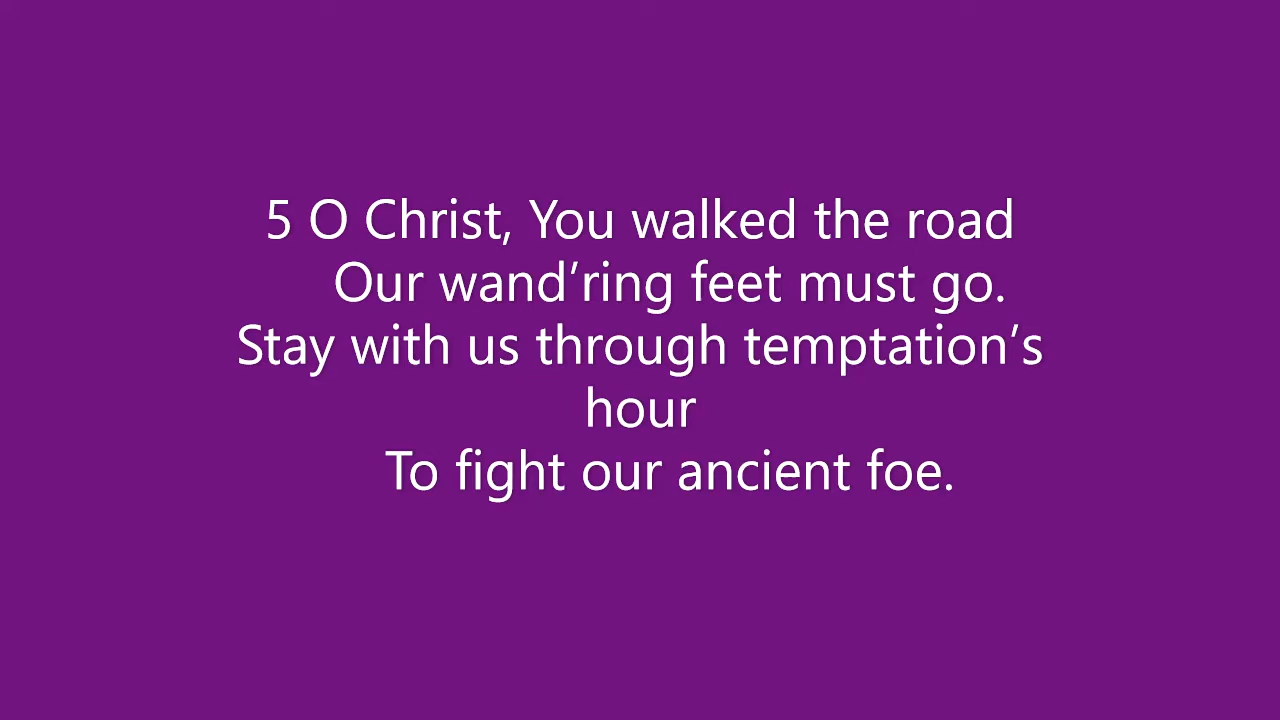 5 O Christ, You walked the road
Our wand’ring feet must go.
Stay with us through temptation’s
hour
To fight our ancient foe.